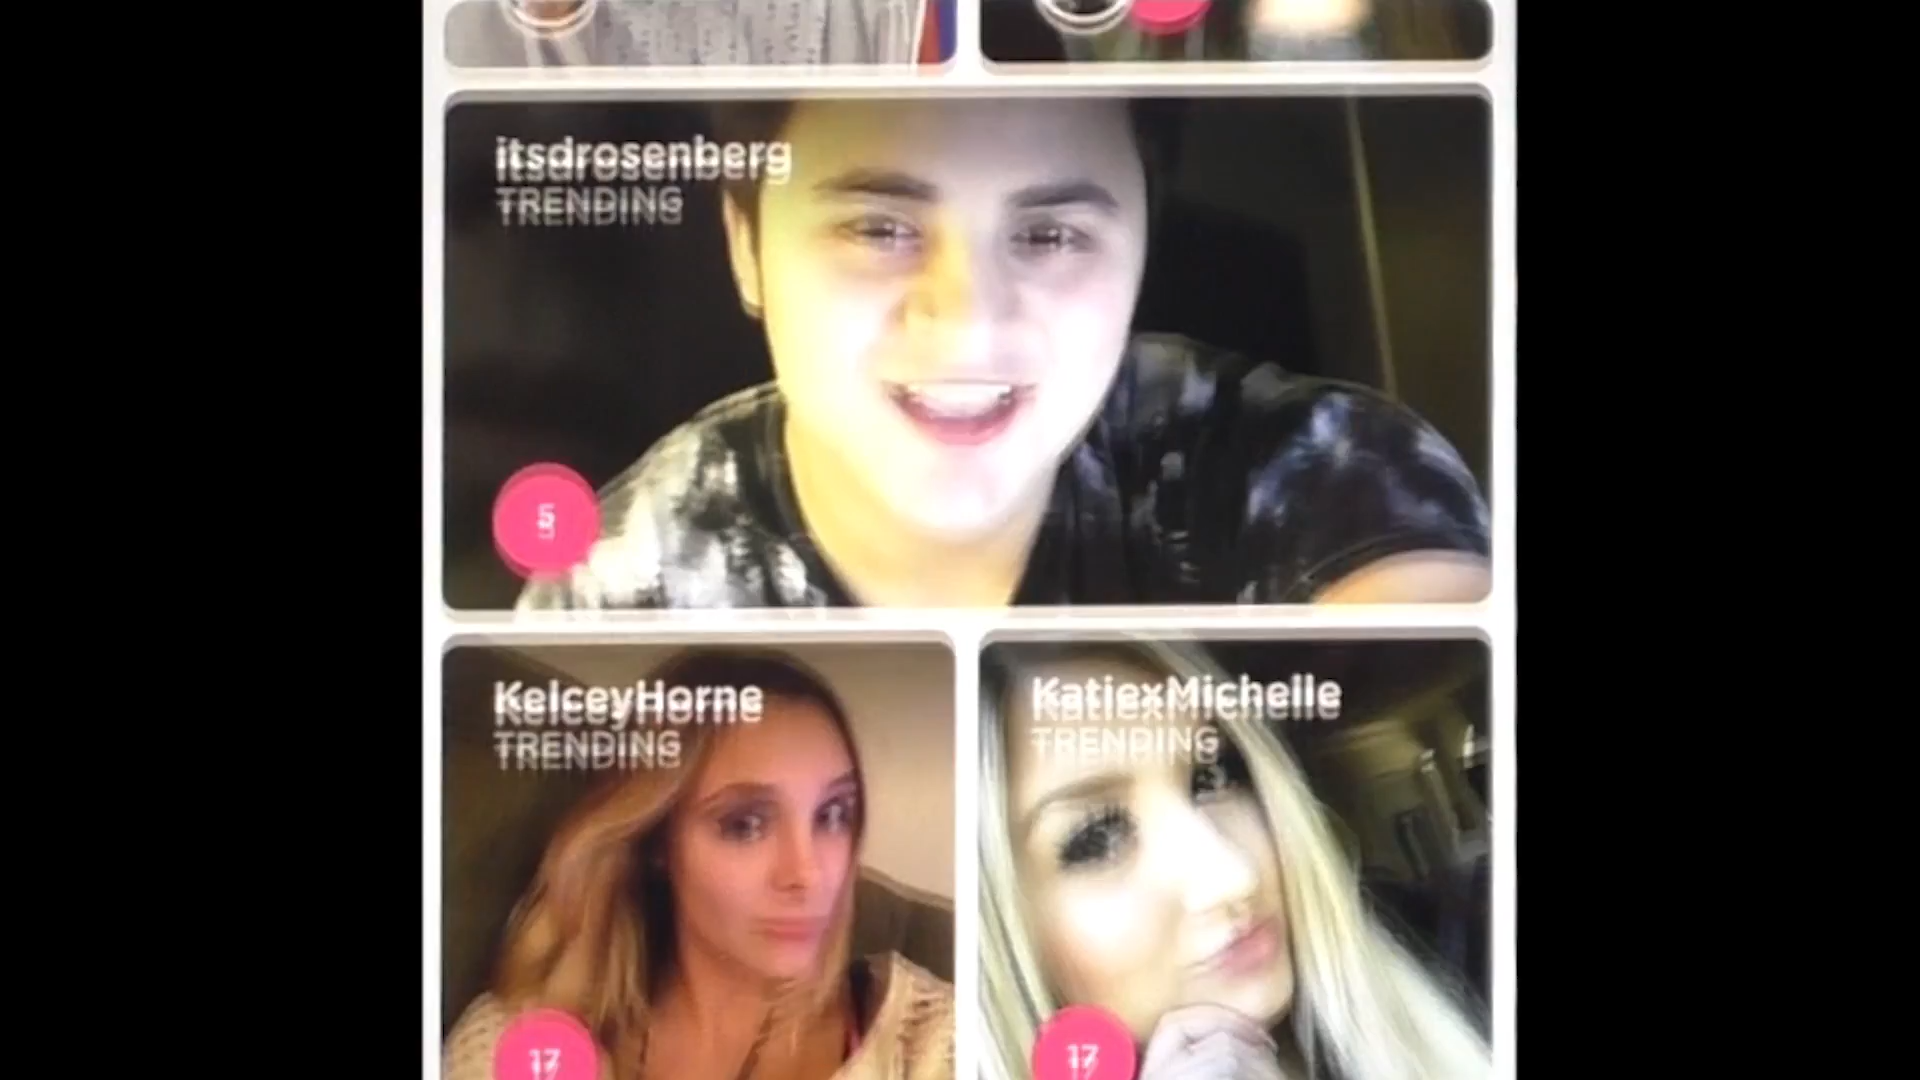 itsdrosenberg
TRENDING
5
KelceyHorne
TRENDING
KatiexMichelle
TRENDING
17
17